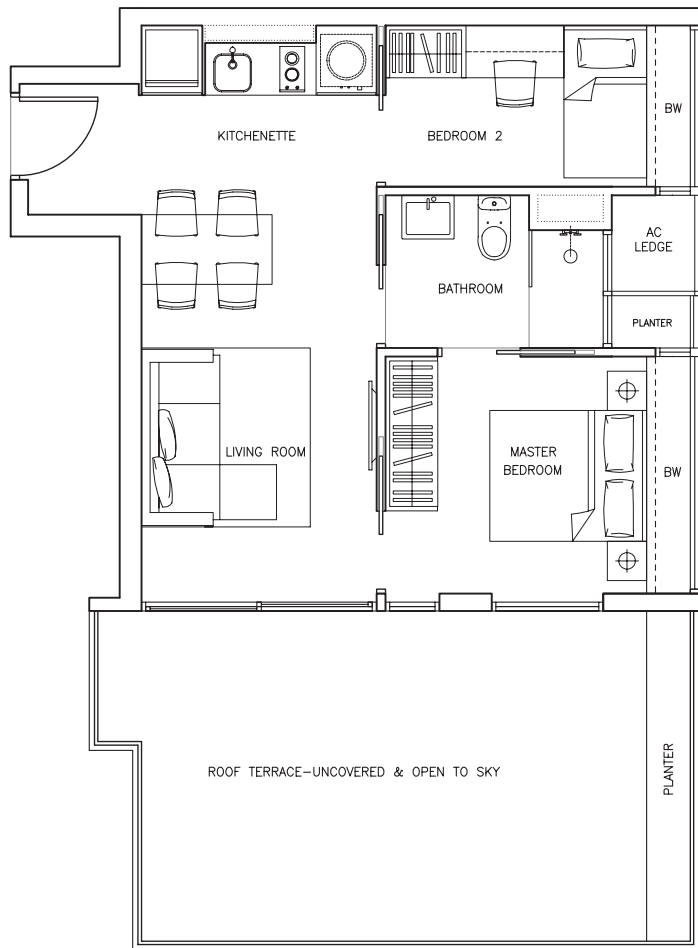 KITCHENETTE
BEDROOM 2
BW
AC
LEDGE
BATHROOM
PLANTER
LIVING ROOM
MASTER
BEDROOM
BW
ROOF TERRACE-UNCOVERED & OPEN TO SKY
PLANTER